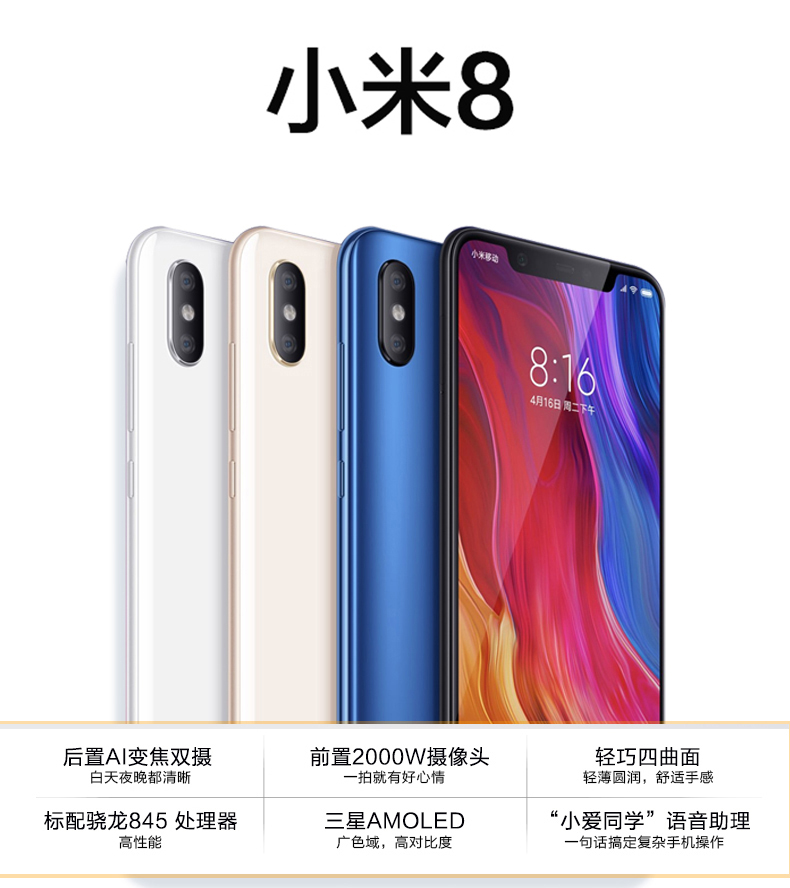 小米8
小米移动
8:16
4月16日 周二下午
后置AI变焦双摄
白天夜晚都清晰
前置2000W摄像头
一拍就有好心情
轻巧四曲面
轻薄圆润，舒适手感
标配骁龙845 处理器
高性能
三星AMOLED
广色域，高对比度
“小爱同学”语音助理
一句话搞定复杂手机操作